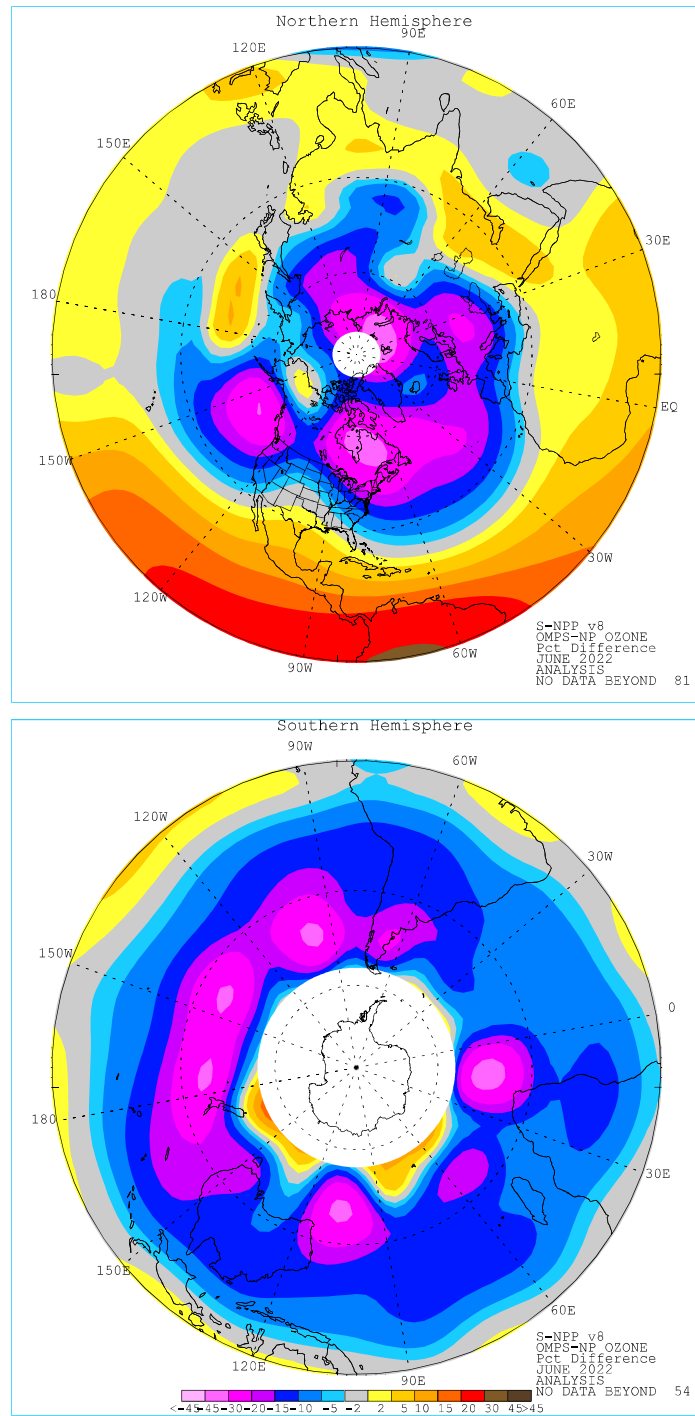 Northern Hemisphere
90E
120E
60E
150E
30E
180
EQ
150W
30W
120W
60W
90W
S-NPP v8
OMPS-NP OZONE
Pct Difference
JUNE 2022
ANALYSIS
NO DATA BEYOND 81
Southern Hemisphere
90W
60W
120W
30W
150W
0
180
30E
150E
60E
120E
90E
S-NPP v8
OMPS-NP OZONE
Pct Difference
JUNE 2022
ANALYSIS
NO DATA BEYOND 54
<-45 -45 -30 -20 -15 -10 -5 -2 2 5 10 15 20 30 45 >45